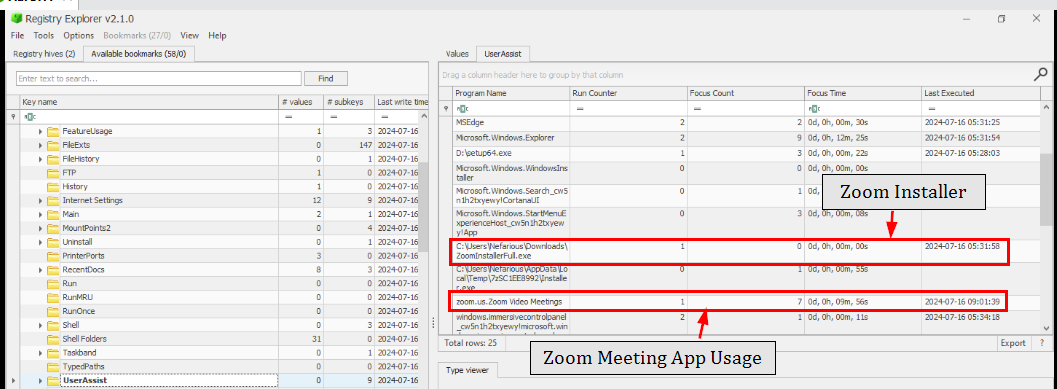 Registry Explorer v2.1.0
File Tools Options Bookmarks (27/0) View Help
Registry hives (2) Available bookmarks (58/0)
Enter text to search... Find
Key name # values # subkeys Last write time
= = =
FeatureUsage 1 3 2024-07-16
FileExts 0 147 2024-07-16
FileHistory 0 1 2024-07-16
FTP 1 0 2024-07-16
History 1 0 2024-07-16
Internet Settings 12 9 2024-07-16
Main 2 1 2024-07-16
MountPoints2 0 4 2024-07-16
Uninstall 0 1 2024-07-16
PrinterPorts 3 0 2024-07-16
RecentDocs 8 3 2024-07-16
Run 1 0 2024-07-16
RunMRU 0 0 2024-07-16
RunOnce 0 0 2024-07-16
Shell 0 3 2024-07-16
Shell Folders 31 0 2024-07-16
Taskband 0 1 2024-07-16
TypedPaths 0 0 2024-07-16
UserAssist 0 9 2024-07-16
Values UserAssist
Drag a column header here to group by that column
Program Name Run Counter Focus Count Focus Time Last Executed
= = =
MSEdge 2 2 0d, 0h, 00m, 30s 2024-07-16 05:31:25
Microsoft.Windows.Explorer 2 9 0d, 0h, 12m, 25s 2024-07-16 05:31:54
D:\setup64.exe 1 3 0d, 0h, 00m, 22s 2024-07-16 05:28:03
Microsoft.Windows.WindowsIns 0 0 0d, 0h, 00m, 00s
taller
Microsoft.Windows.Search_cw5 0 1 0d,
n1h2txyewy!CortanaUI
Microsoft.Windows.StartMenuE 0 3 0d, 0h, 00m, 08s
xperienceHost_cw5n1h2txyew
y!App
C:\Users\Nefarious\Downloads\ 1 0 0d, 0h, 00m, 00s 2024-07-16 05:31:58
ZoomInstallerFull.exe
C:\Users\Nefarious\AppData\Lo 0 1 0d, 0h, 00m, 55s
cal\Temp\7zSC1EE8992\Installe
r.exe
zoom.us.Zoom Video Meetings 1 7 0d, 0h, 09m, 56s 2024-07-16 09:01:39
windows.immersivecontrolpanel 2 1 0d, 0h, 00m, 11s 2024-07-16 05:34:18
_cw5n1h2txyewy!microsoft.win
Total rows: 25 Export ?
Type viewer
Zoom Installer
Zoom Meeting App Usage